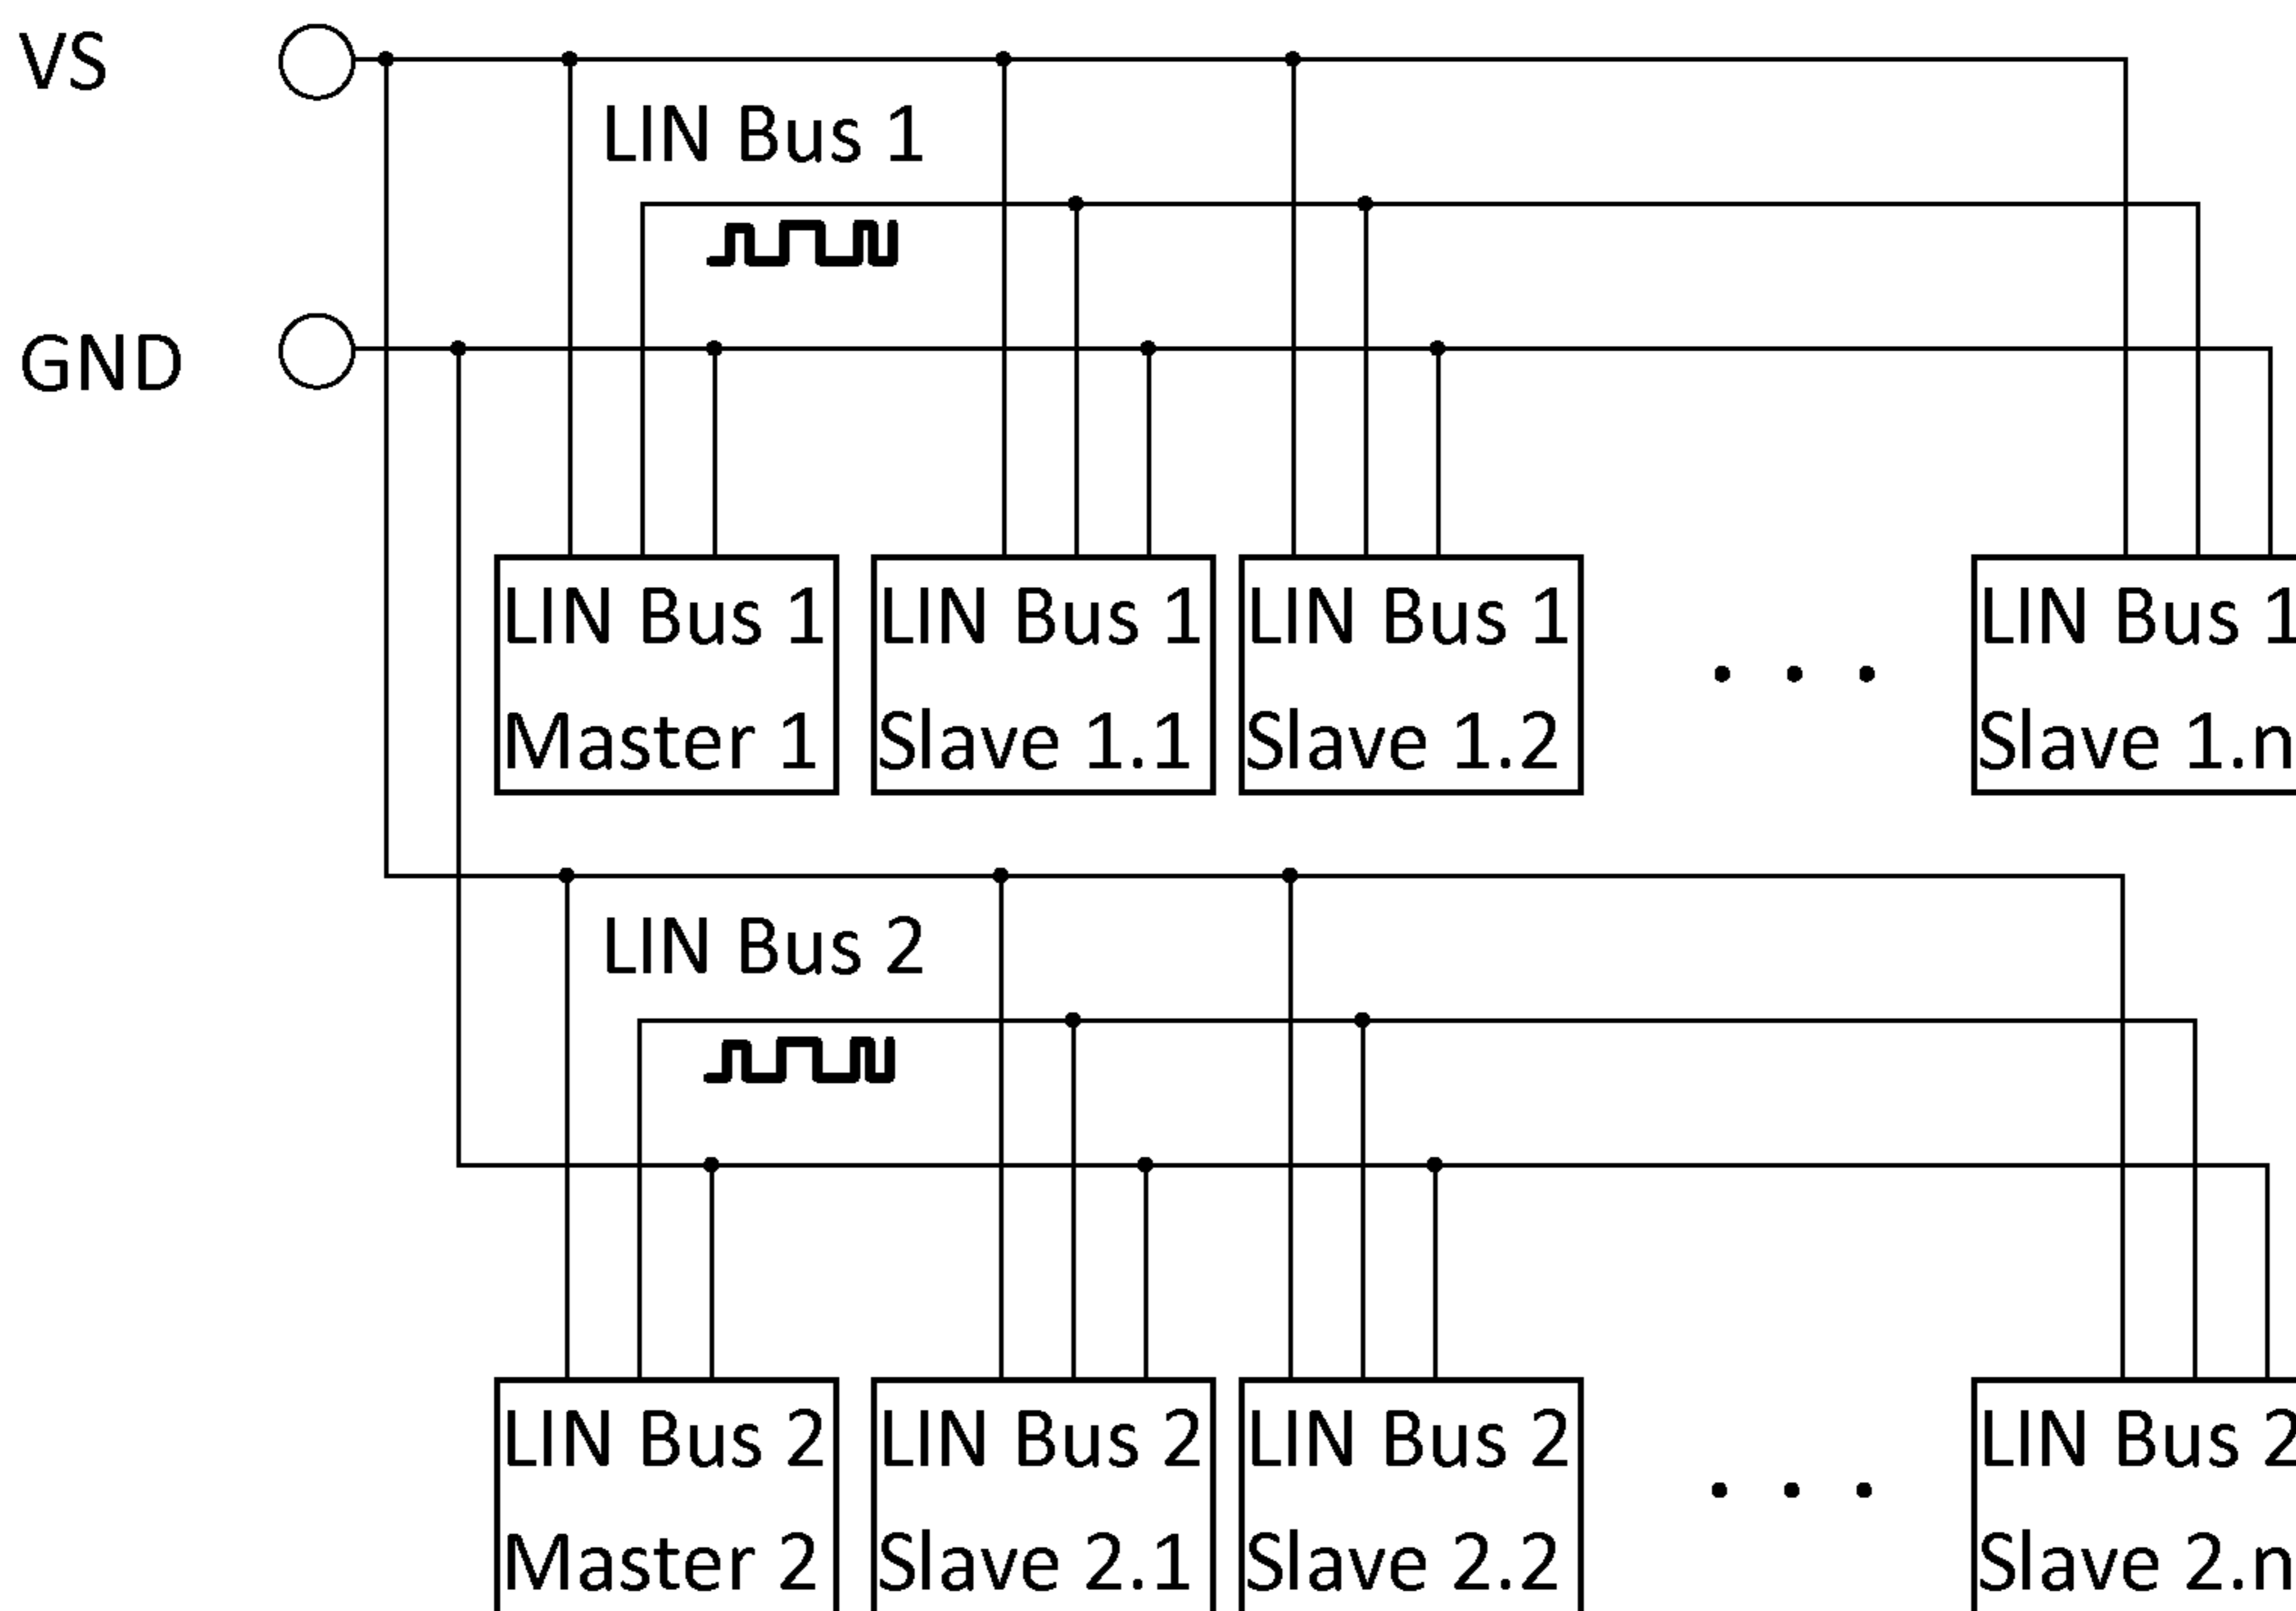 VS
LIN Bus 1
GND
LIN Bus 1
Master 1
LIN Bus 1
Slave 1.1
LIN Bus 1
Slave 1.2
LIN Bus 1
Slave 1.n
LIN Bus 2
LIN Bus 2
Master 2
LIN Bus 2
Slave 2.1
LIN Bus 2
Slave 2.2
LIN Bus 2
Slave 2.n